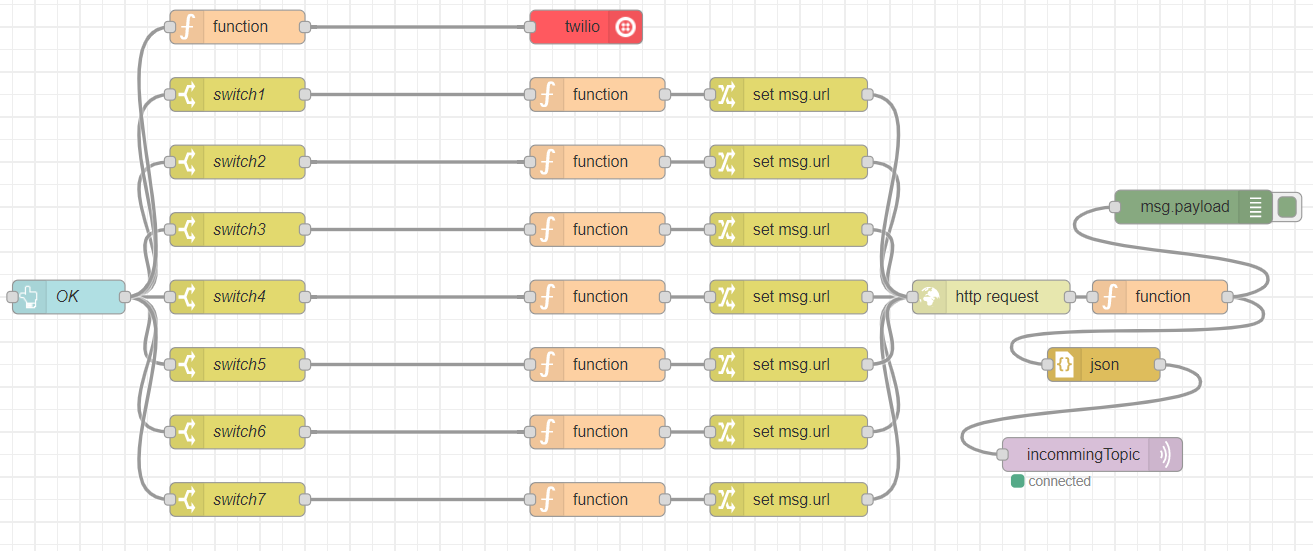 function
twilio
switch1
function
set msg.url
switch2
function
set msg.url
switch3
function
set msg.url
msg.payload
OK
switch4
function
set msg.url
http request
function
switch5
function
set msg.url
json
switch6
function
set msg.url
incommingTopic
connected
switch7
function
set msg.url